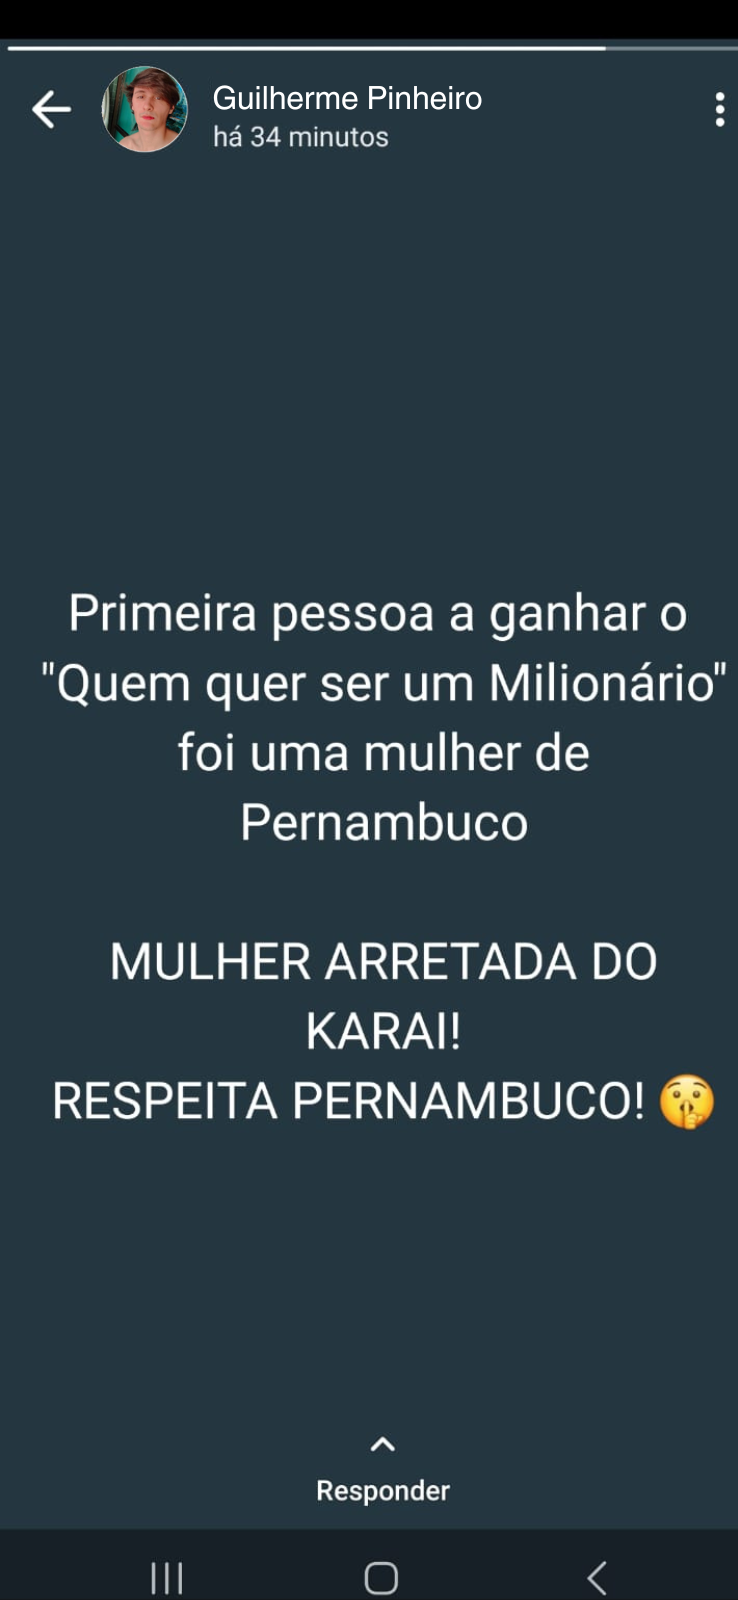 Guilherme Pinheiro
há 34 minutos
Primeira pessoa a ganhar o
"Quem quer ser um Milionário"
foi uma mulher de
Pernambuco
MULHER ARRETADA DO
KARAI!
RESPEITA PERNAMBUCO! 🤫
Responder